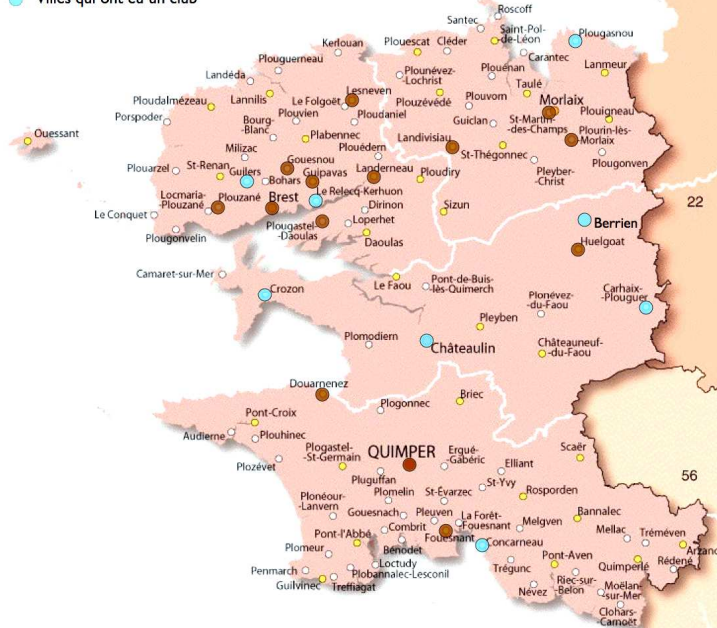 Villes qui ont eu un club
Roscoff
Santec
Saint-Pol-
-de-Léon
Plougasnou
Kerlouan
Plouescat
Cléder
Carantec
Plouguerneau
Lanmeur
Landéda
Plounévez-
-Lochrist
Plouénan
Taulé
Lannilis
Lesneven
Plouzévédé
Plouvorn
Morlaix
Ploudalmézeau
Le Folgoët
Plouigneau
Porspoder
Bourg-
-Blanc
Plouvien
Ploudaniel
Guiclan
St-Martin-
-des-Champs
Plourin-lès-
-Morlaix
Ouessant
Plabennec
Landivisiau
Milizac
Plouédern
St-Thégonnec
Plougonven
Plouarzel
St-Renan
Guilers
Gouesnou
Bohars
Guipavas
Landerneau
Ploudiry
Pleyber-
-Christ
Locmaria-
-Plouzané
Plouzané
Brest
Le Relecq-Kerhuon
Dirinon
Sizun
22
Le Conquet
Plougonvelin
Plougastel-
-Daoulas
Loperhet
Daoulas
Berrien
Huelgoat
Camaret-sur-Mer
Crozon
Le Faou
Pont-de-Buis-
-lès-Quimerch
Plonévez-
-du-Faou
Carhaix-
-Plouguer
Pleyben
Plomodiern
Châteaulin
Châteauneuf-
-du-Faou
Douarnenez
Plogonnec
Briec
Pont-Croix
Audierne
Plouhinec
Plozévet
Plogastel-
-St-Germain
QUIMPER
Ergué-
-Gabéric
Elliant
Scaër
56
Pluguffan
St-Yvy
Plonéour-
-Lanvern
Plomelin
St-Évarzec
Rosporden
Gouesnach
Pleuven
La Forêt-
-Fouesnant
Melgven
Bannalec
Pont-l'Abbé
Combrit
Fouesnant
Mellac
Tréméven
Plomeur
Bénodet
Concarneau
Arzano
Penmarch
Loctudy
Plobannalec-Lesconil
Trégunc
Pont-Aven
Quimperlé
Rédené
Guilvinec
Treffiagat
Névez
Riec-sur-
-Belon
Moëlan-
-sur-Mer
Clohars-
-Carnoët